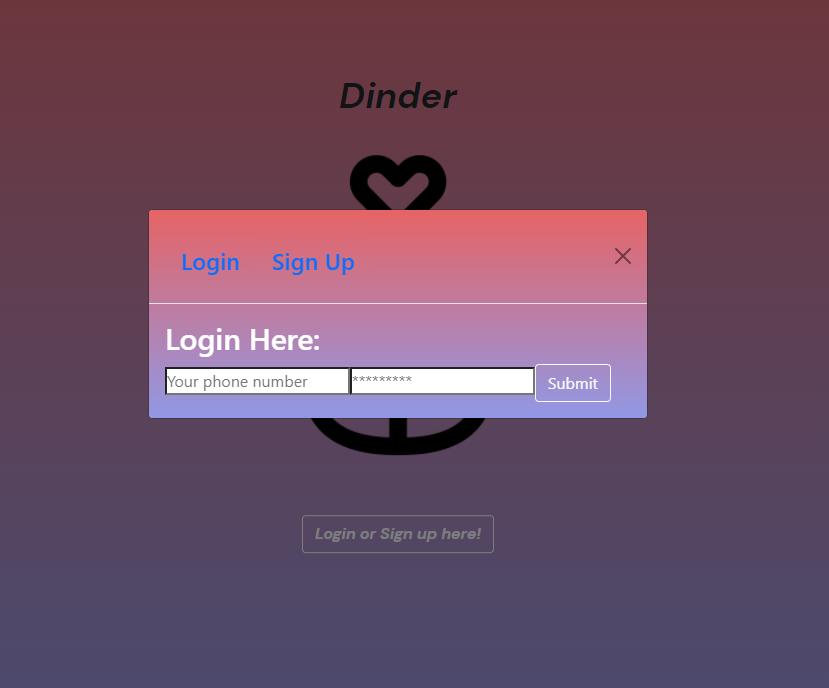 Dinder
Login Sign Up
Login Here:
Your phone number ********* Submit
Login or Sign up here!